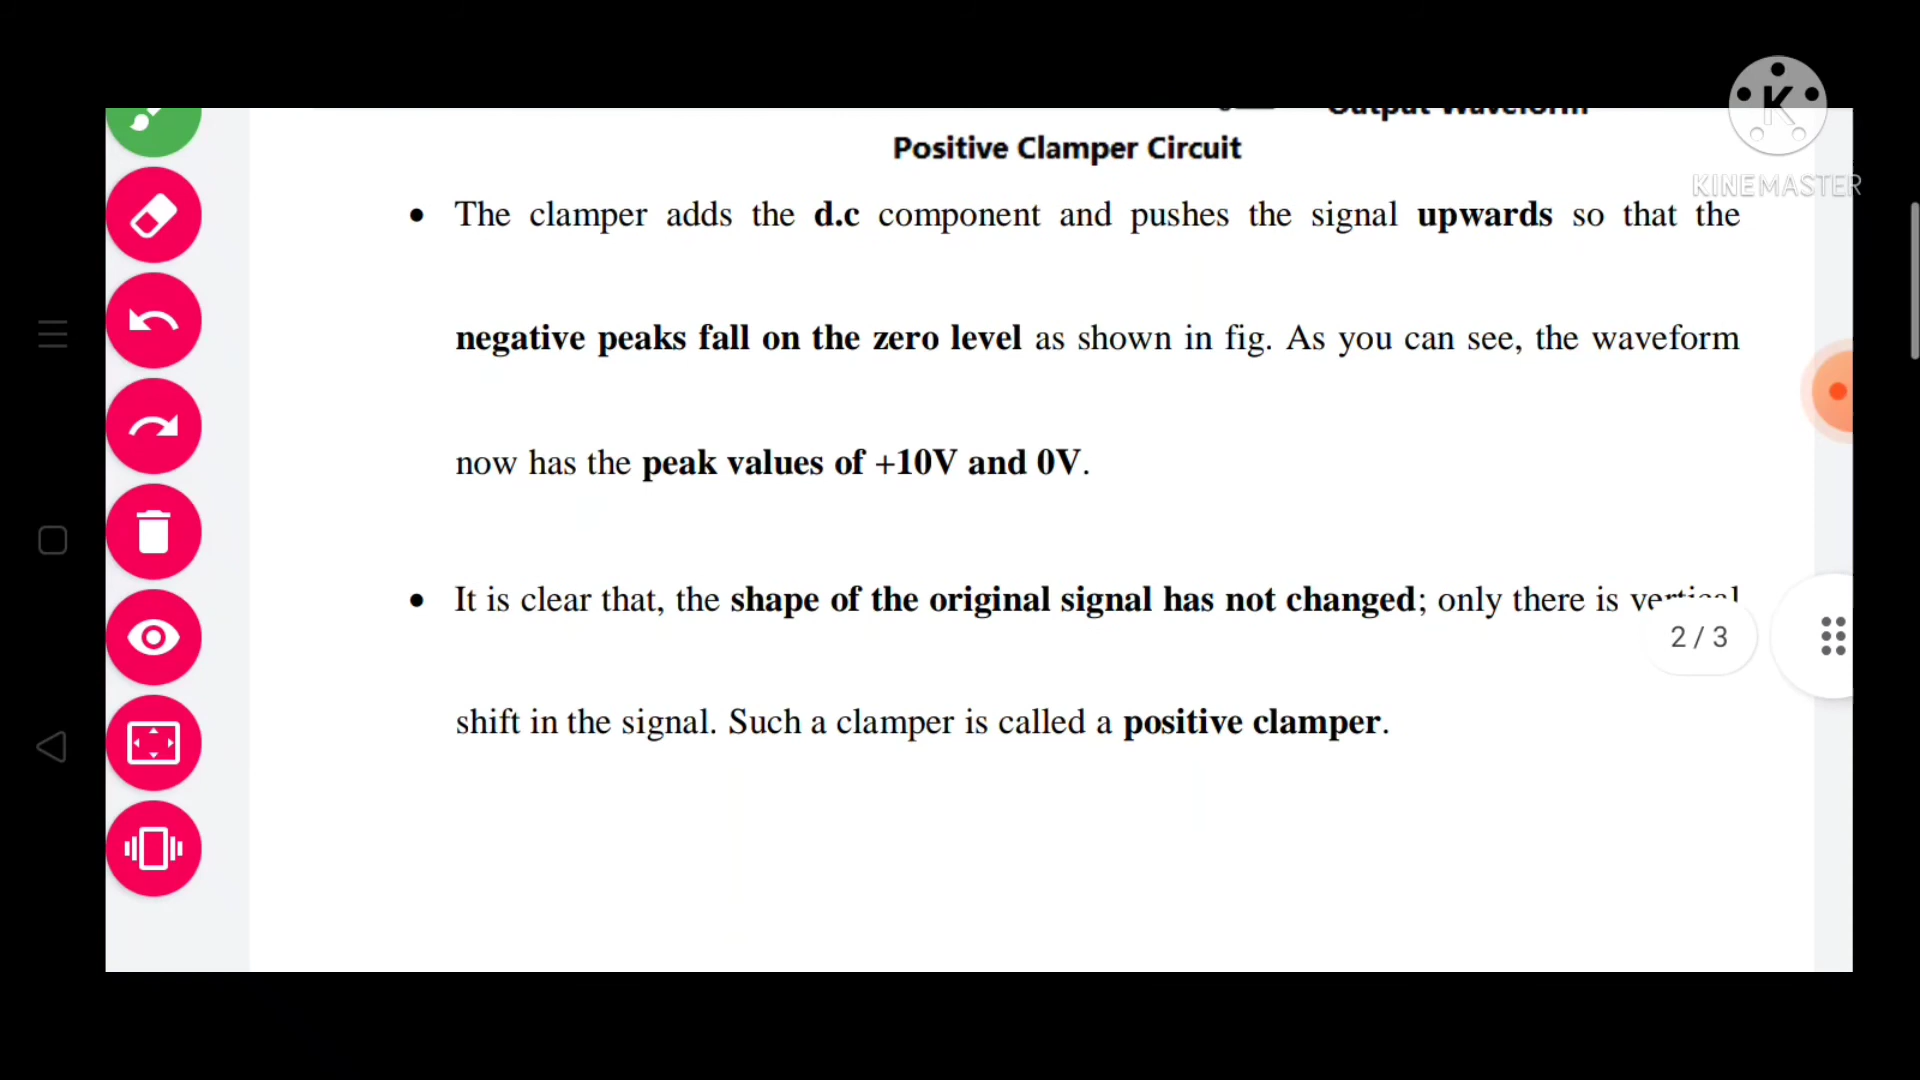 Output Waveform
K
KINEMASTER
Positive Clamper Circuit
• The clamper adds the d.c component and pushes the signal upwards so that the
negative peaks fall on the zero level as shown in fig. As you can see, the waveform
now has the peak values of +10V and 0V.
• It is clear that, the shape of the original signal has not changed; only there is vertical
2 / 3
shift in the signal. Such a clamper is called a positive clamper.